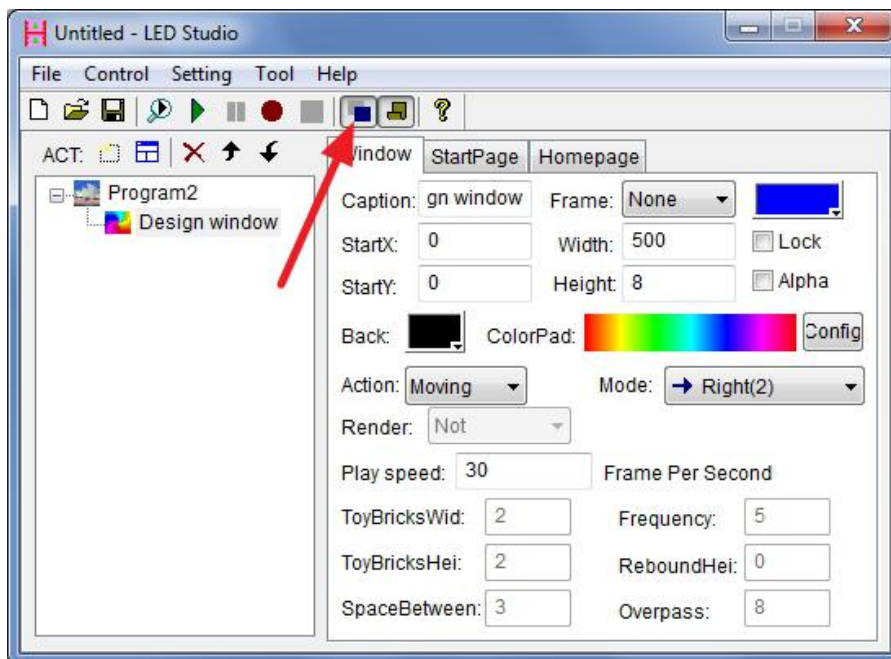 Untitled - LED Studio
File Control Setting Tool Help
ACT:
Program2
Design window
Window StartPage Homepage
Caption: gn window Frame: None
StartX: 0 Width: 500 Lock
StartY: 0 Height: 8 Alpha
Back: ColorPad: Config
Action: Moving Mode: Right(2)
Render: Not
Play speed: 30 Frame Per Second
ToyBricksWid: 2 Frequency: 5
ToyBricksHei: 2 ReboundHei: 0
SpaceBetween: 3 Overpass: 8